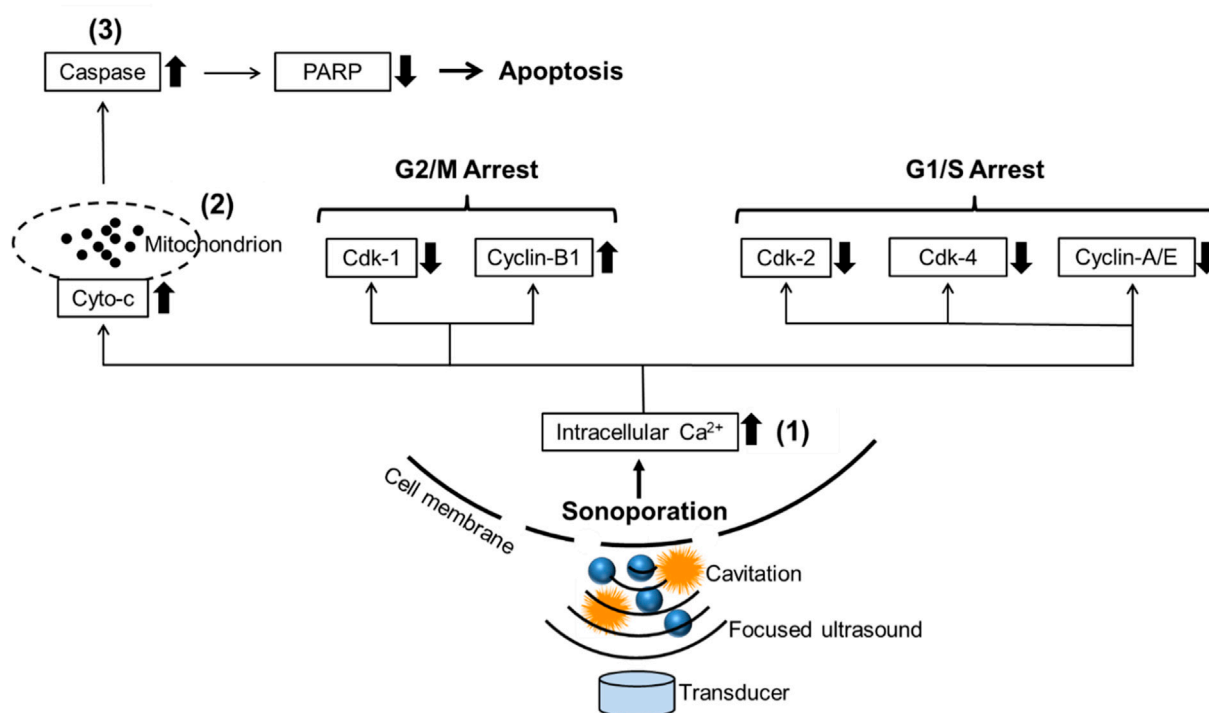 (3)
Caspase
PARP
Apoptosis
G2/M Arrest
G1/S Arrest
(2)
Mitochondrion
Cdk-1
Cyclin-B1
Cdk-2
Cdk-4
Cyclin-A/E
Cyto-c
Intracellular Ca²⁺
(1)
Cell membrane
Sonoporation
Cavitation
Focused ultrasound
Transducer